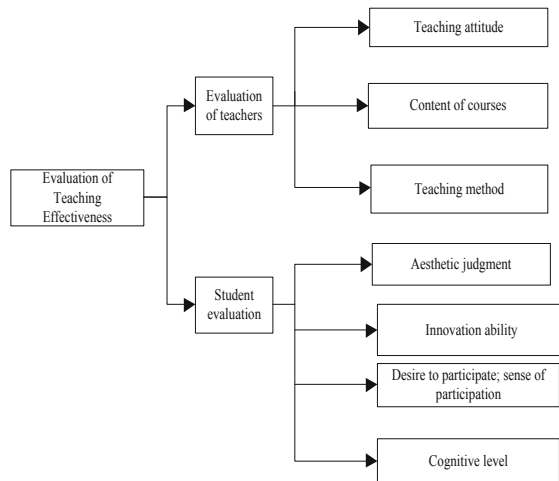 Teaching attitude
Evaluation
of teachers
Content of courses
Teaching method
Evaluation of
Teaching
Effectiveness
Aesthetic judgment
Student
evaluation
Innovation ability
Desire to participate; sense of
participation
Cognitive level